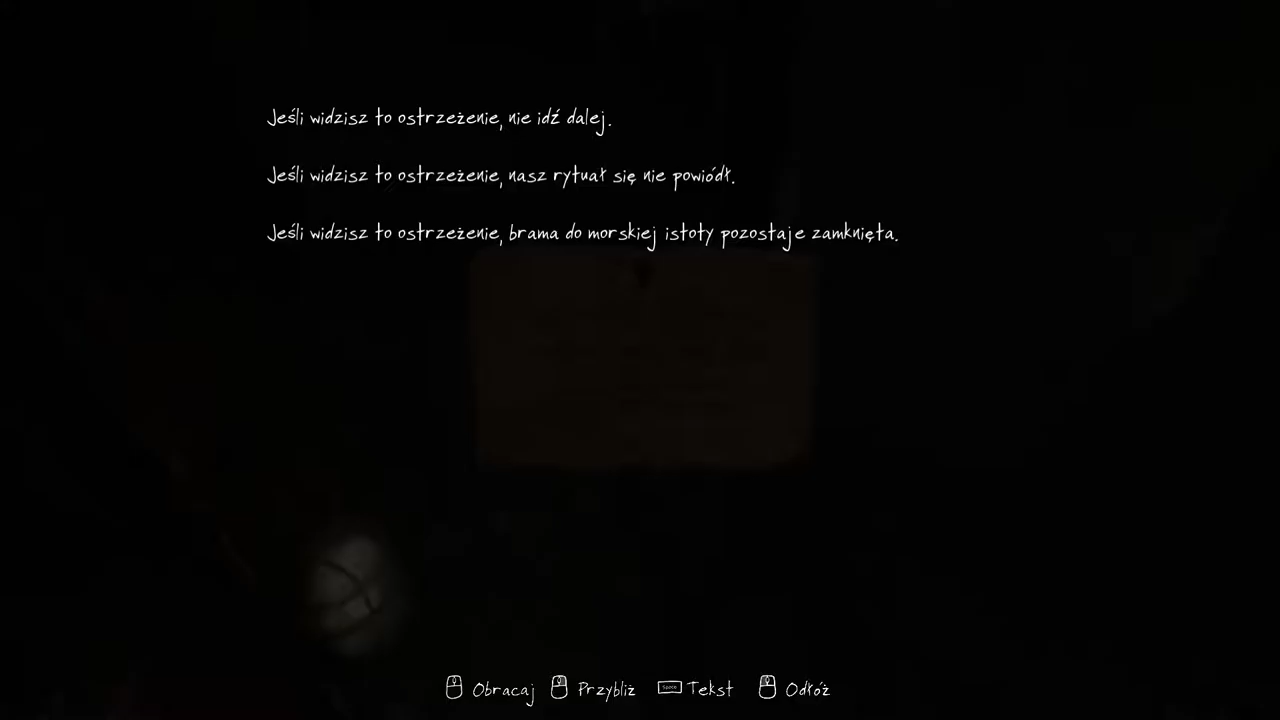 Jeśli widzisz to ostrzeżenie, nie idź dalej.
Jeśli widzisz to ostrzeżenie, nasz rytuał się nie powiódł.
Jeśli widzisz to ostrzeżenie, brama do morskiej istoty pozostaje zamknięta.
Obracaj Przybliż Space Tekst Odłóż